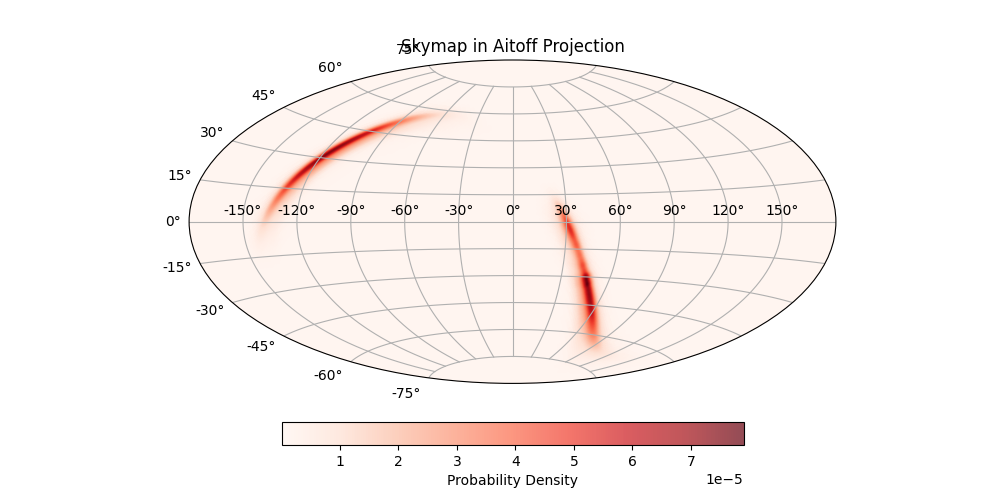 Skymap in Aitoff Projection
75°
60°
45°
30°
15°
-150° -120° -90° -60° -30° 0° 30° 60° 90° 120° 150°
0°
-15°
-30°
-45°
-60°
-75°
1 2 3 4 5 6 7
1e−5
Probability Density